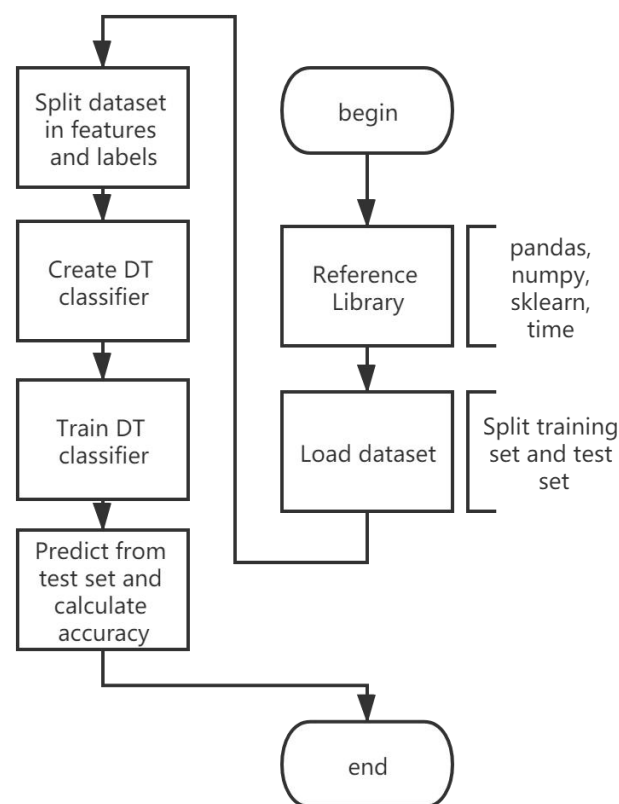 begin
Reference
Library
pandas,
numpy,
sklearn,
time
Load dataset
Split training
set and test
set
Split dataset
in features
and labels
Create DT
classifier
Train DT
classifier
Predict from
test set and
calculate
accuracy
end